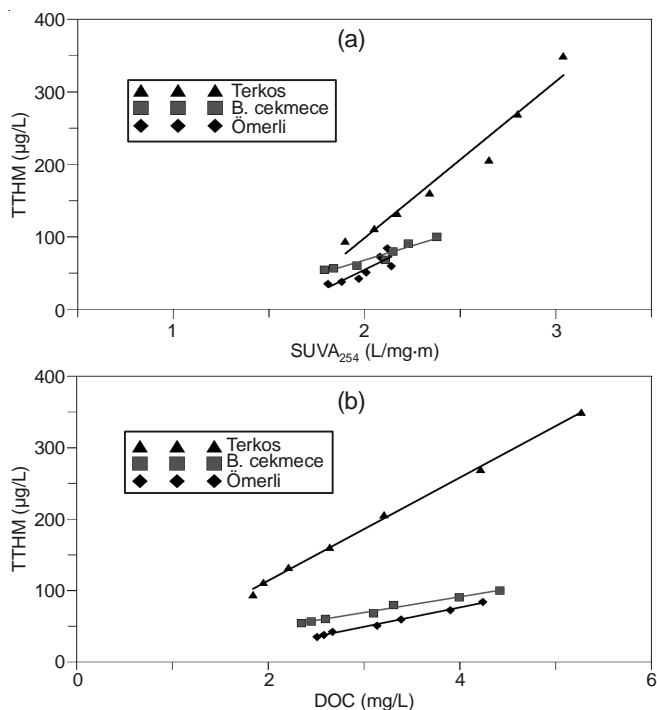 (a)
400
300
200
100
0
TTHM (µg/L)
Terkos
B. cekmece
Ömerli
1 2 3
SUVA254 (L/mg·m)
(b)
400
300
200
100
0
TTHM (µg/L)
Terkos
B. cekmece
Ömerli
0 2 4 6
DOC (mg/L)